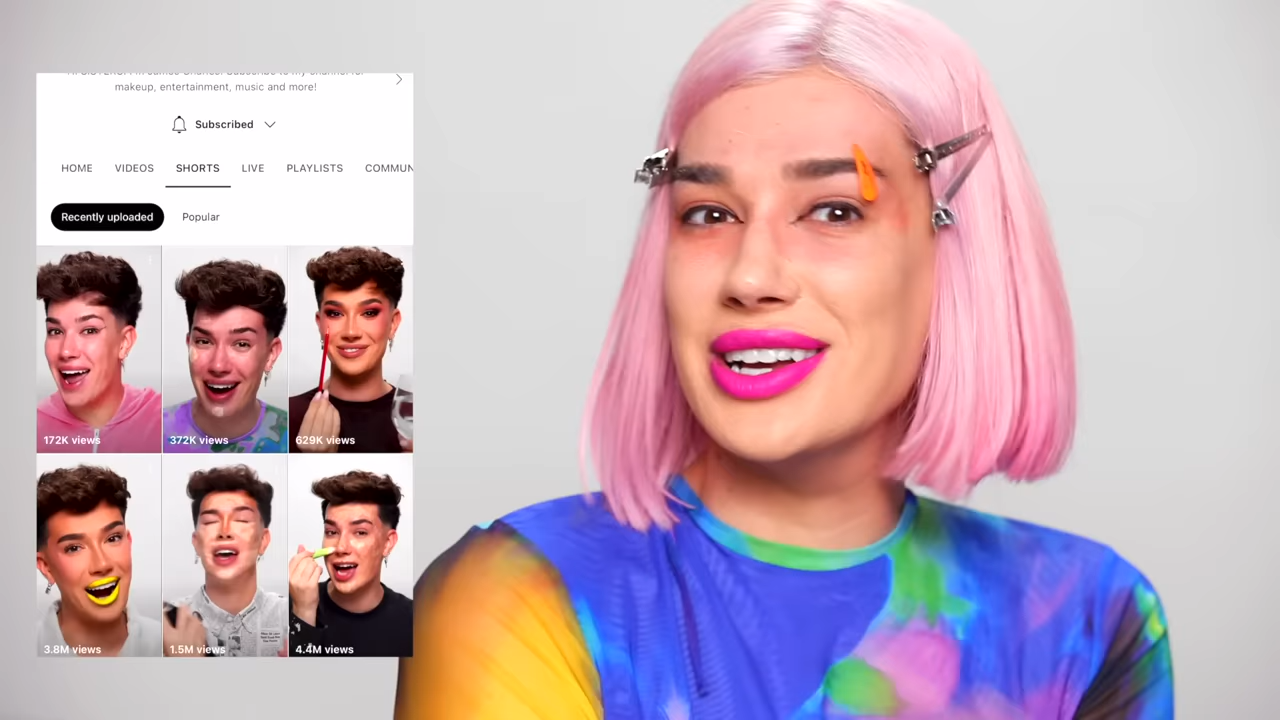 makeup, entertainment, music and more!
Subscribed
HOME VIDEOS SHORTS LIVE PLAYLISTS COMMUN
Recently uploaded Popular
172K views 372K views 629K views
3.8M views 1.5M views 4.4M views